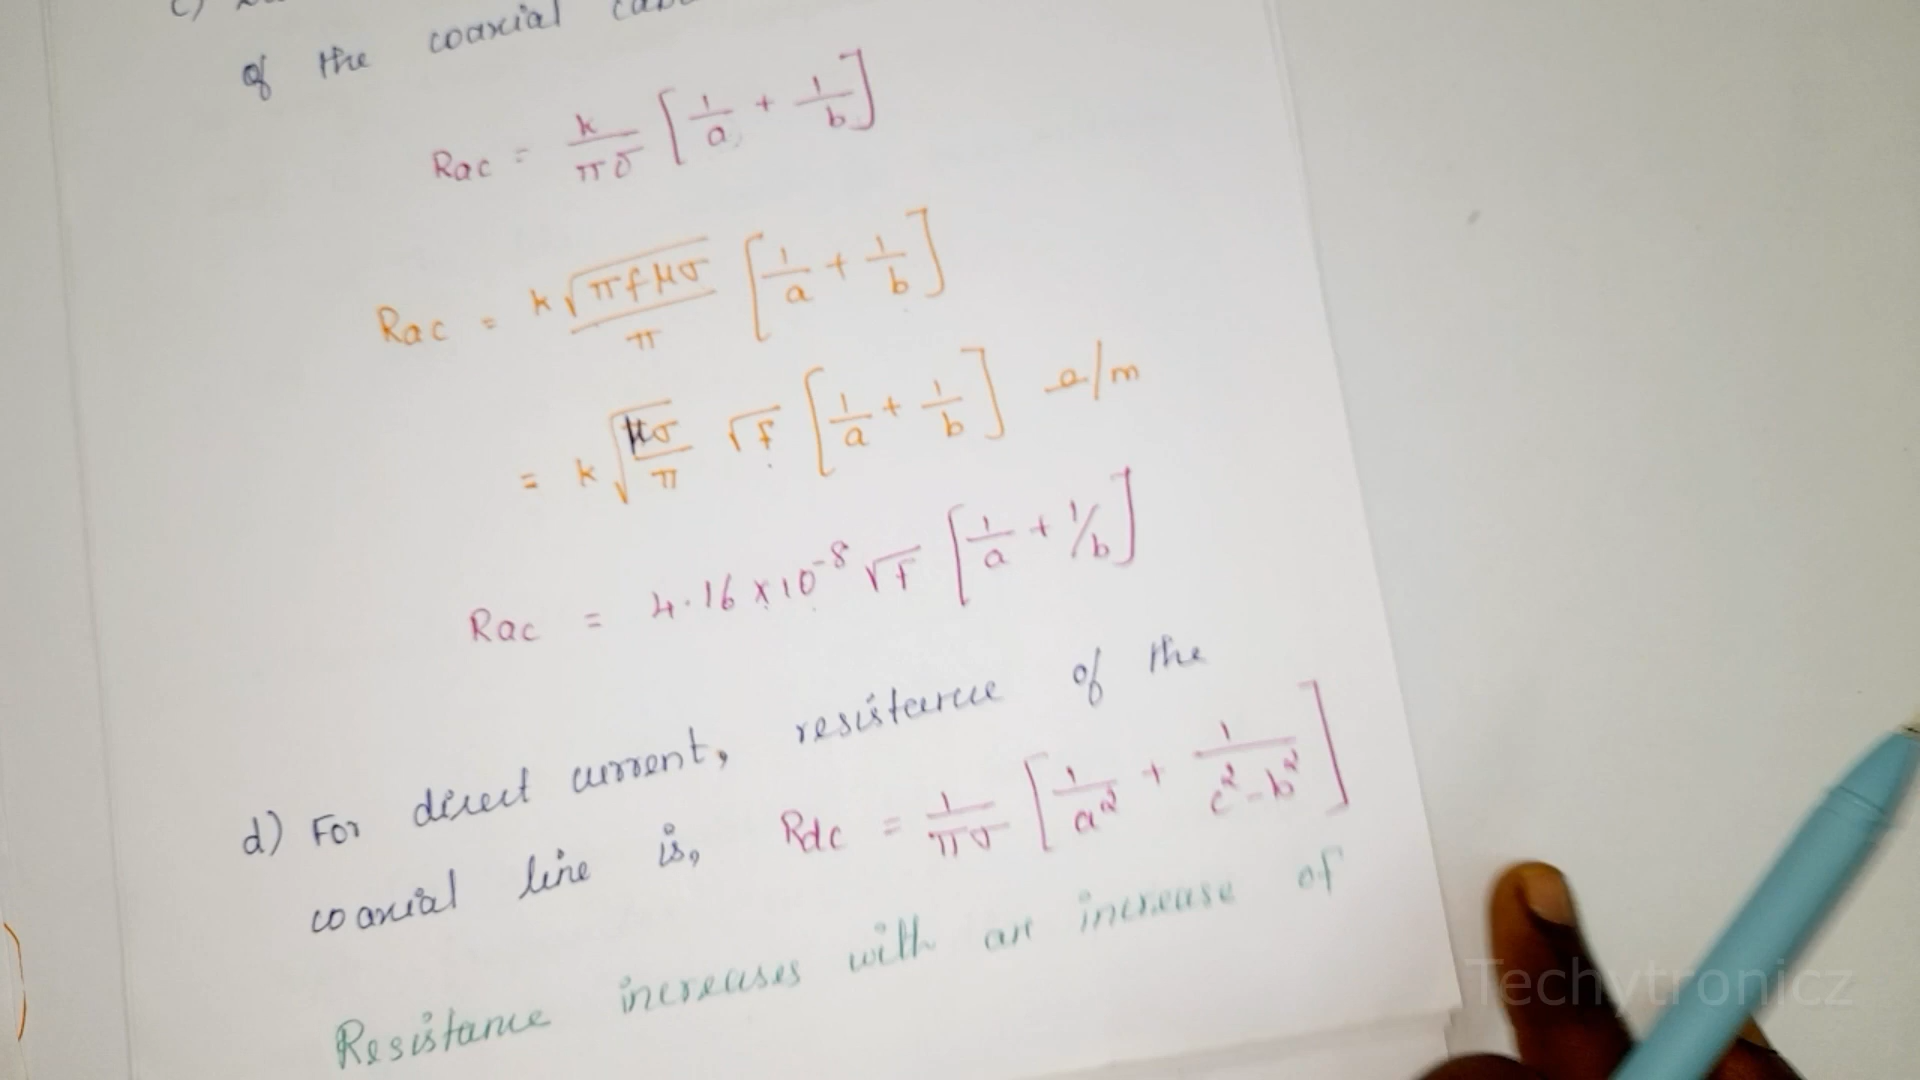 c)
of the coaxial
Rac = k/πδ [1/a + 1/b]
Rac = k√πfμσ/π [1/a + 1/b]
= k√μσ/π √f [1/a + 1/b] Ω/m
Rac = 4.16×10⁻⁸ √f [1/a + 1/b]
d) For direct current, resistance of the
coaxial line is, Rdc = 1/πσ [1/a² + 1/c²-b²]
Resistance increases with an increase of
Techytronicz